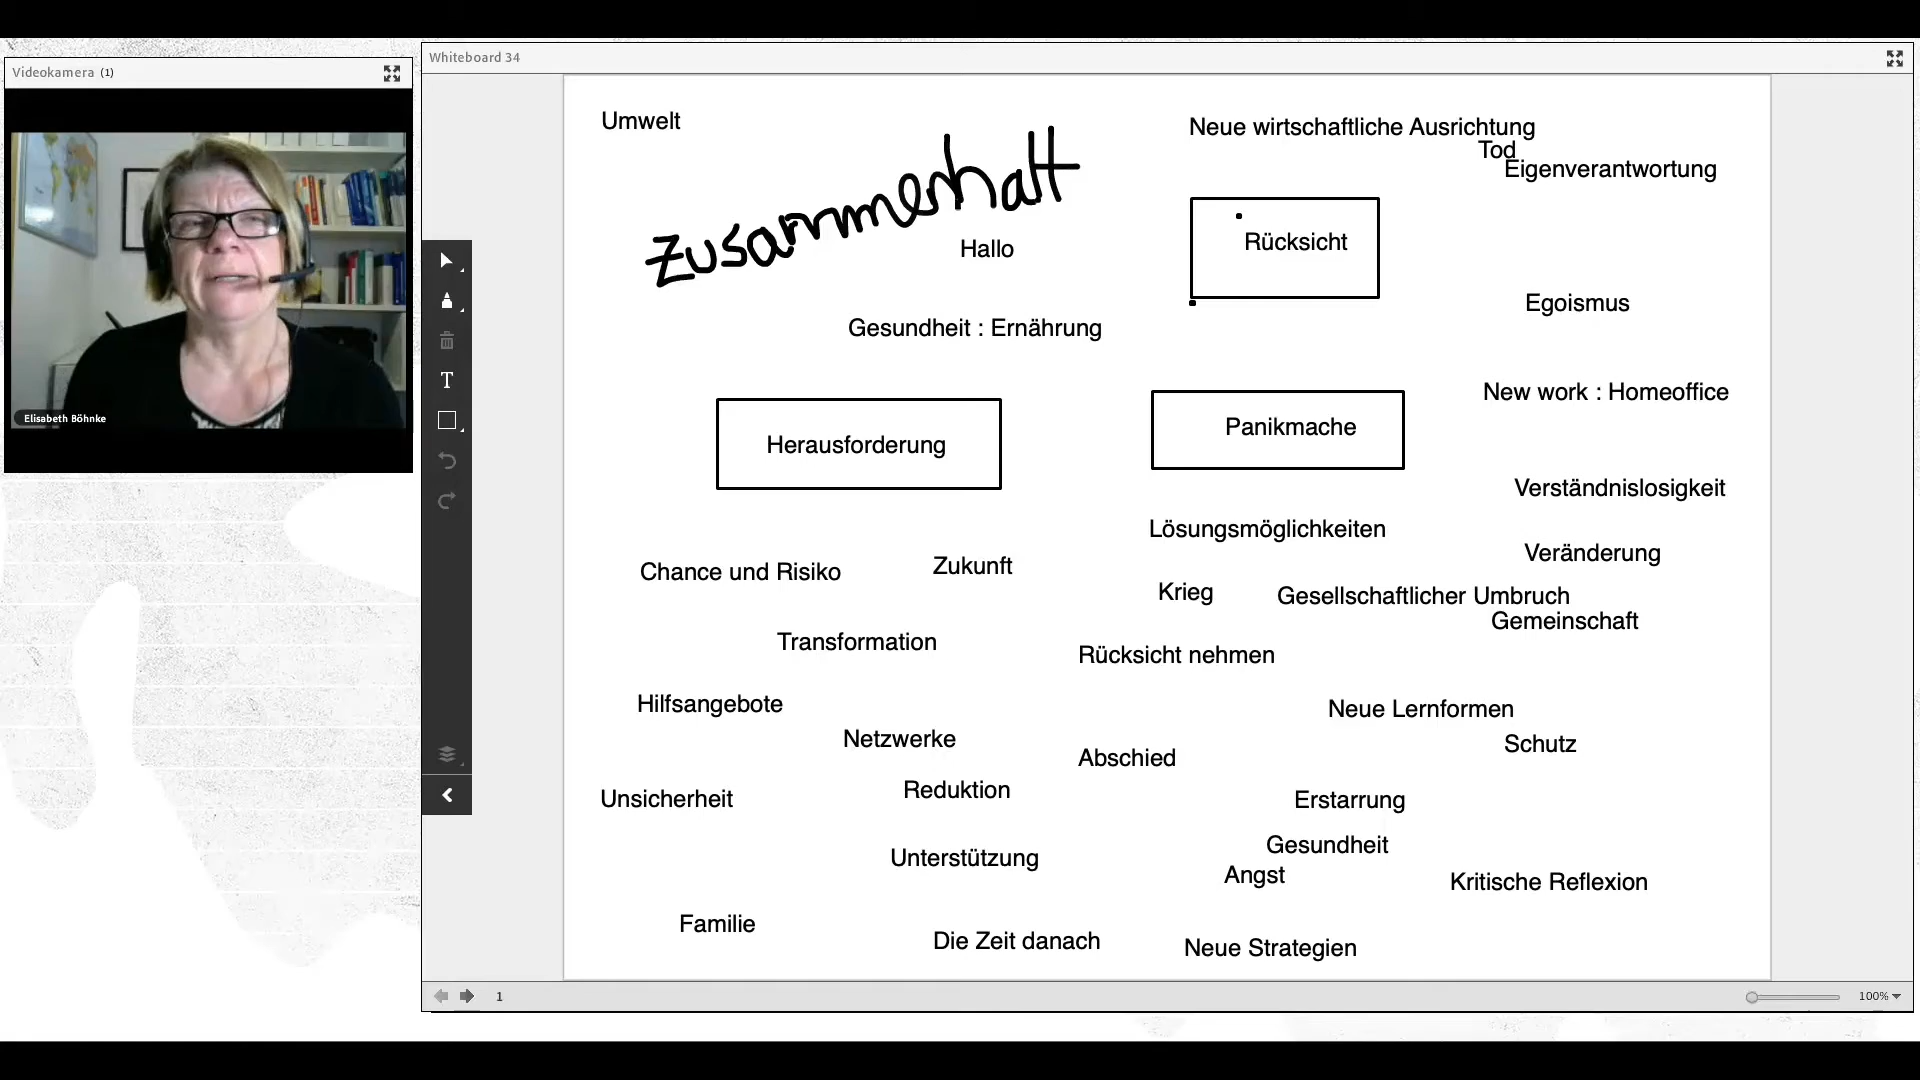 Videokamera (1)
Elisabeth Böhnke
Whiteboard 34
Umwelt
Neue wirtschaftliche Ausrichtung
Tod
Eigenverantwortung
zusammenhalt
Hallo
Rücksicht
Egoismus
Gesundheit : Ernährung
New work : Homeoffice
Herausforderung
Panikmache
Verständnislosigkeit
Lösungsmöglichkeiten
Veränderung
Chance und Risiko
Zukunft
Krieg
Gesellschaftlicher Umbruch
Gemeinschaft
Transformation
Rücksicht nehmen
Hilfsangebote
Neue Lernformen
Netzwerke
Schutz
Abschied
Reduktion
Unsicherheit
Erstarrung
Gesundheit
Unterstützung
Angst
Kritische Reflexion
Familie
Die Zeit danach
Neue Strategien
T
1
100%